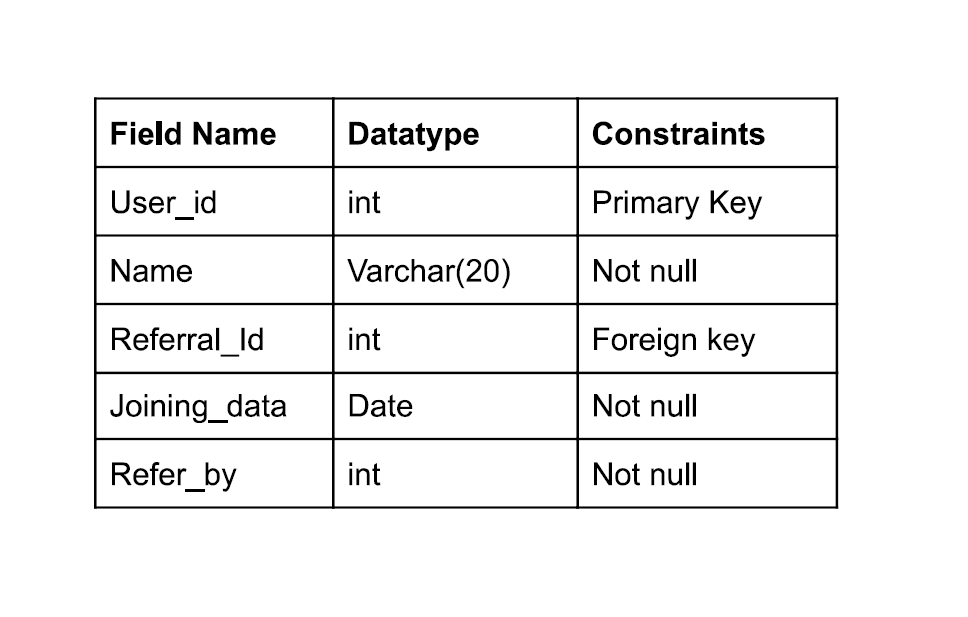 Field Name Datatype Constraints
User_id int Primary Key
Name Varchar(20) Not null
Referral_Id int Foreign key
Joining_data Date Not null
Refer_by int Not null